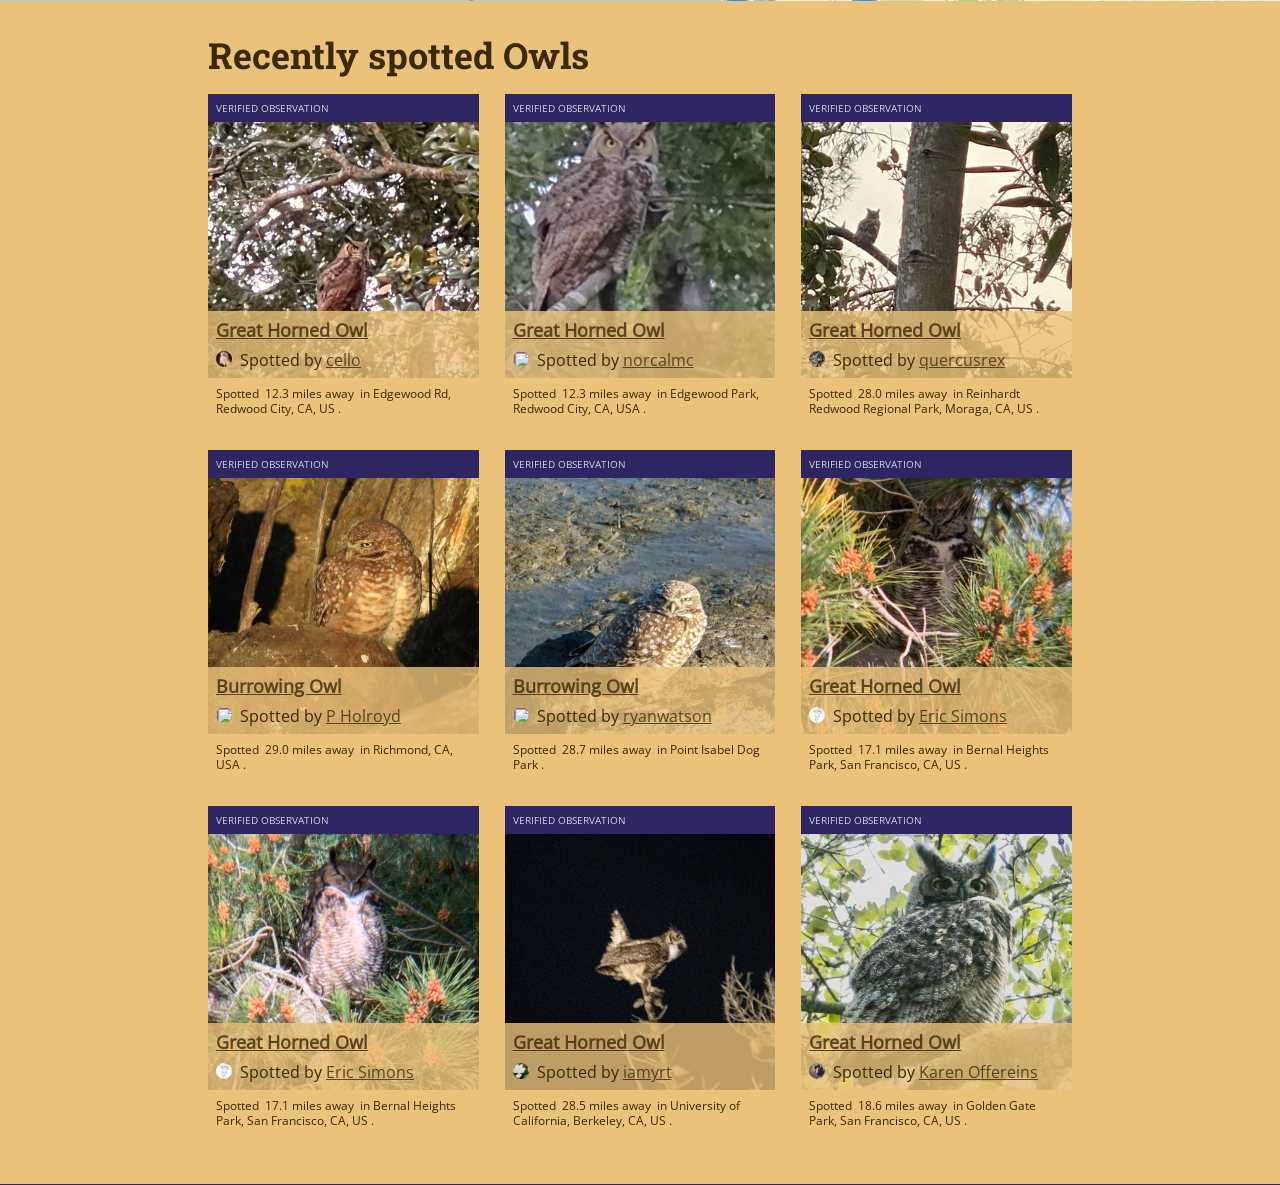 Recently spotted Owls
VERIFIED OBSERVATION
Great Horned Owl
Spotted by cello
Spotted 12.3 miles away in Edgewood Rd,
Redwood City, CA, US .
VERIFIED OBSERVATION
Great Horned Owl
Spotted by norcalmc
Spotted 12.3 miles away in Edgewood Park,
Redwood City, CA, USA .
VERIFIED OBSERVATION
Great Horned Owl
Spotted by quercusrex
Spotted 28.0 miles away in Reinhardt
Redwood Regional Park, Moraga, CA, US .
VERIFIED OBSERVATION
Burrowing Owl
Spotted by P Holroyd
Spotted 29.0 miles away in Richmond, CA,
USA .
VERIFIED OBSERVATION
Burrowing Owl
Spotted by ryanwatson
Spotted 28.7 miles away in Point Isabel Dog
Park .
VERIFIED OBSERVATION
Great Horned Owl
Spotted by Eric Simons
Spotted 17.1 miles away in Bernal Heights
Park, San Francisco, CA, US .
VERIFIED OBSERVATION
Great Horned Owl
Spotted by Eric Simons
Spotted 17.1 miles away in Bernal Heights
Park, San Francisco, CA, US .
VERIFIED OBSERVATION
Great Horned Owl
Spotted by iamyrt
Spotted 28.5 miles away in University of
California, Berkeley, CA, US .
VERIFIED OBSERVATION
Great Horned Owl
Spotted by Karen Offereins
Spotted 18.6 miles away in Golden Gate
Park, San Francisco, CA, US .